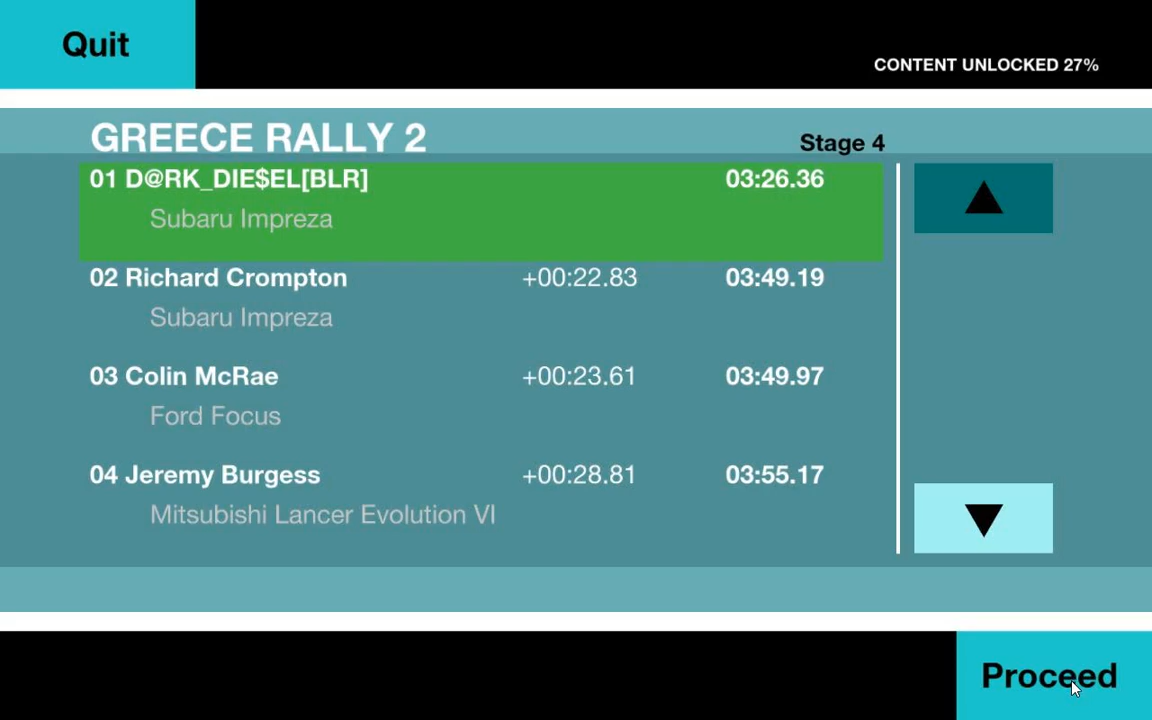 Quit
CONTENT UNLOCKED 27%
GREECE RALLY 2
Stage 4
01 D@RK_DIE$EL[BLR] 03:26.36
Subaru Impreza
02 Richard Crompton +00:22.83 03:49.19
Subaru Impreza
03 Colin McRae +00:23.61 03:49.97
Ford Focus
04 Jeremy Burgess +00:28.81 03:55.17
Mitsubishi Lancer Evolution VI
Proceed